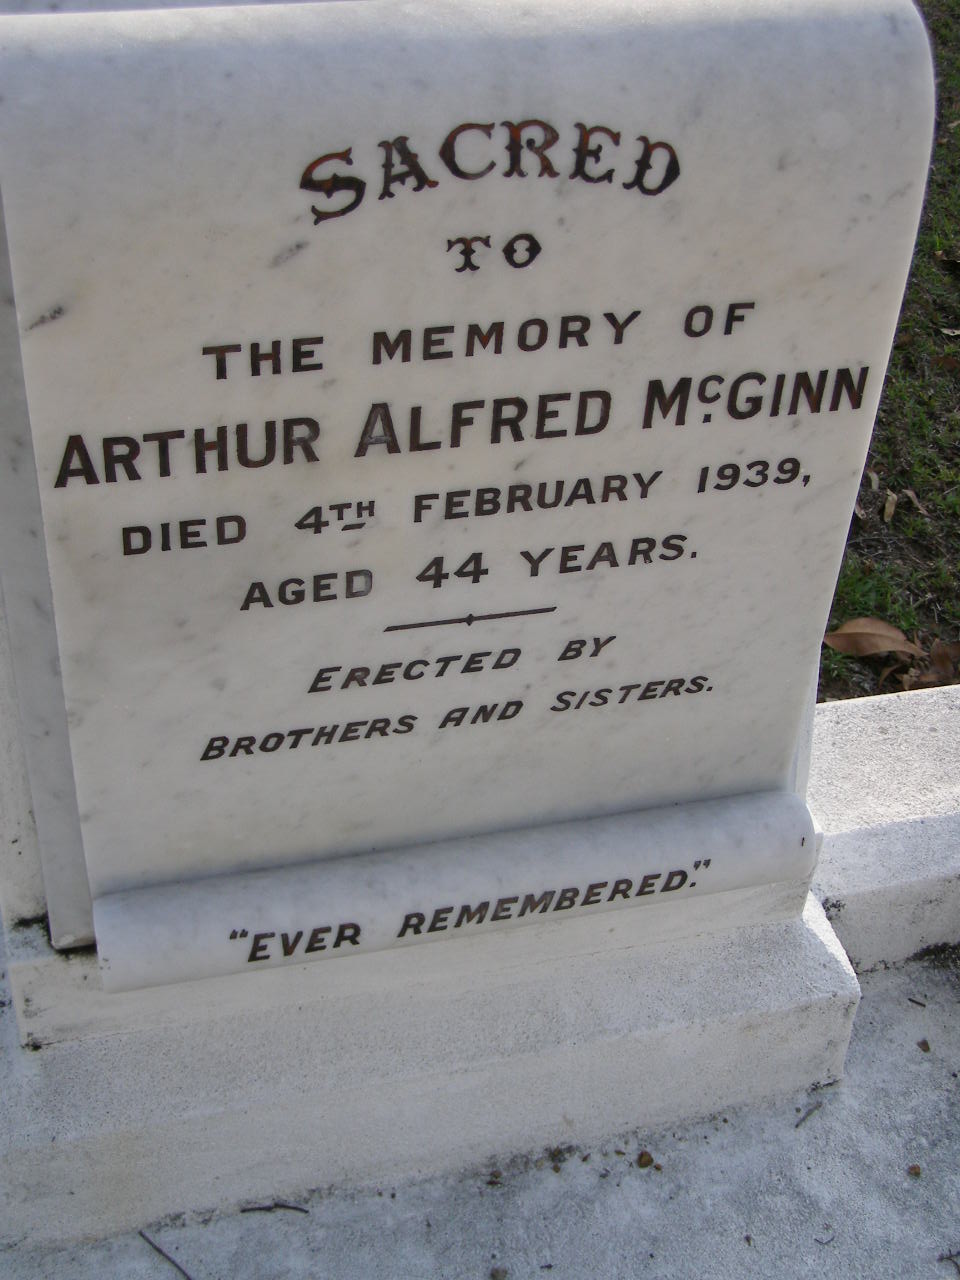 SACRED
TO
THE MEMORY OF
ARTHUR ALFRED McGINN
DIED 4TH FEBRUARY 1939,
AGED 44 YEARS.
ERECTED BY
BROTHERS AND SISTERS.
"EVER REMEMBERED."